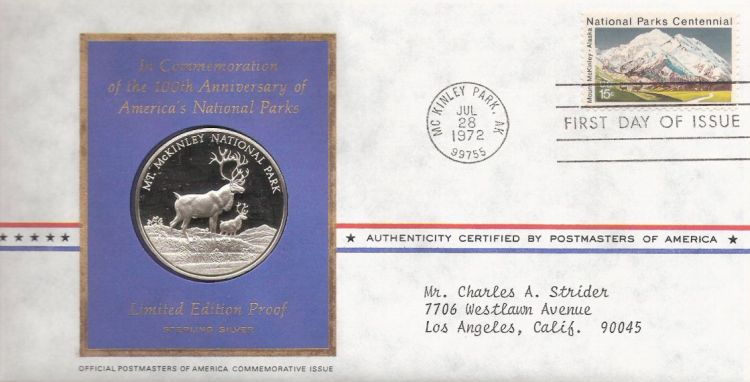 In Commemoration
of the 100th Anniversary of
America's National Parks
MT. McKINLEY NATIONAL PARK
Limited Edition Proof
STERLING SILVER
OFFICIAL POSTMASTERS OF AMERICA COMMEMORATIVE ISSUE
National Parks Centennial
Mount McKinley • Alaska
15c
MC KINLEY PARK, AK
JUL
28
1972
99755
FIRST DAY OF ISSUE
AUTHENTICITY CERTIFIED BY POSTMASTERS OF AMERICA
Mr. Charles A. Strider
7706 Westlawn Avenue
Los Angeles, Calif. 90045